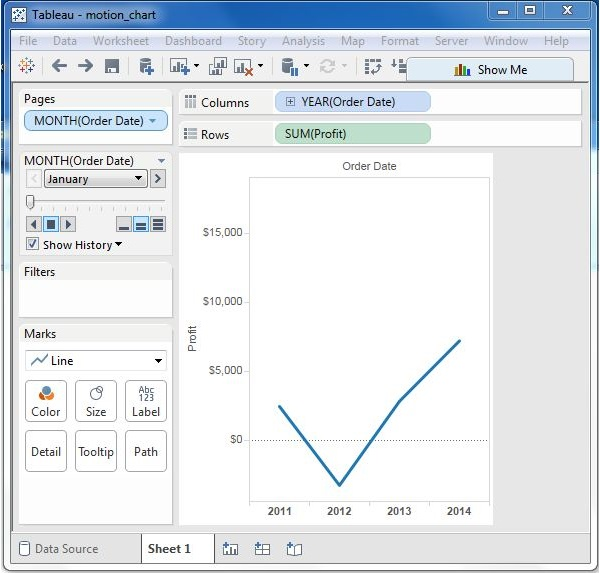 Tableau - motion_chart
File Data Worksheet Dashboard Story Analysis Map Format Server Window Help
Show Me
Pages
MONTH(Order Date)
Columns
YEAR(Order Date)
Rows
SUM(Profit)
MONTH(Order Date)
January
Show History
Filters
Marks
Line
Color
Size
Abc
123
Label
Detail
Tooltip
Path
Order Date
Profit
$15,000
$10,000
$5,000
$0
2011 2012 2013 2014
Data Source
Sheet 1